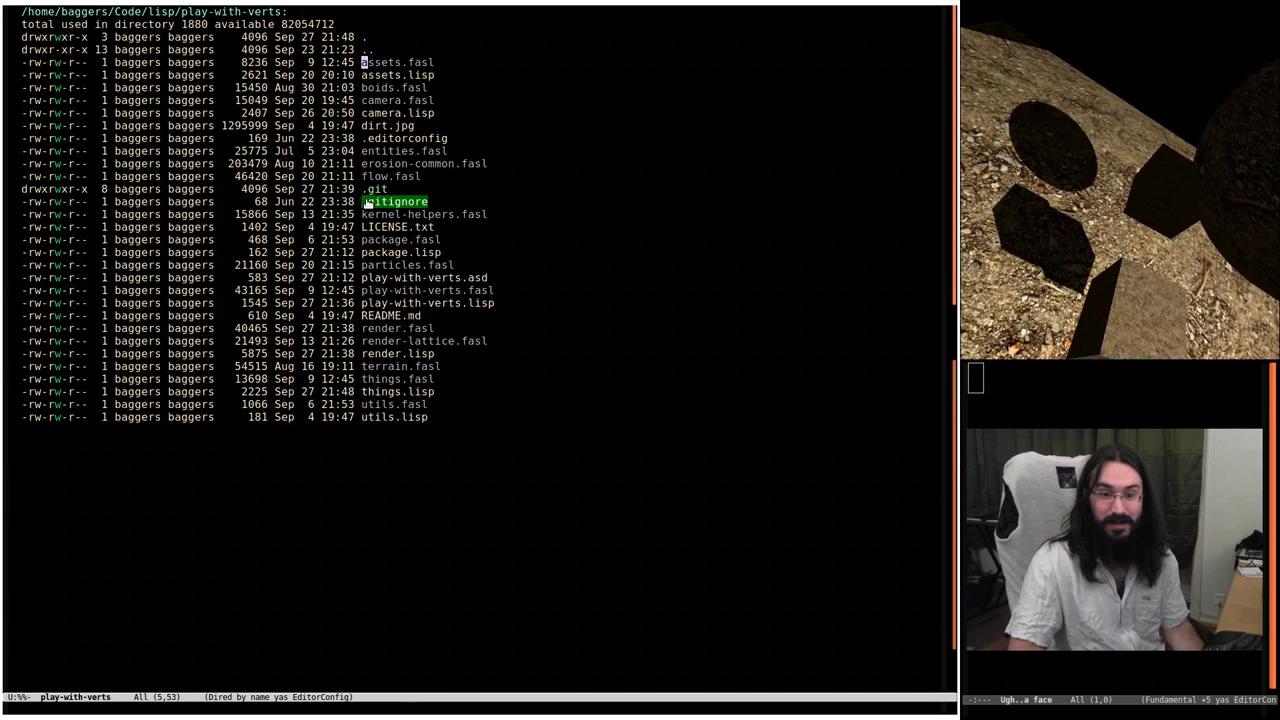 /home/baggers/Code/lisp/play-with-verts:
total used in directory 1880 available 82054712
drwxrwxr-x 3 baggers baggers 4096 Sep 27 21:48 .
drwxr-xr-x 13 baggers baggers 4096 Sep 23 21:23 ..
-rw-rw-r-- 1 baggers baggers 8236 Sep 9 12:45 assets.fasl
-rw-rw-r-- 1 baggers baggers 2621 Sep 20 20:10 assets.lisp
-rw-rw-r-- 1 baggers baggers 15450 Aug 30 21:03 boids.fasl
-rw-rw-r-- 1 baggers baggers 15049 Sep 20 19:45 camera.fasl
-rw-rw-r-- 1 baggers baggers 2407 Sep 26 20:50 camera.lisp
-rw-rw-r-- 1 baggers baggers 1295999 Sep 4 19:47 dirt.jpg
-rw-rw-r-- 1 baggers baggers 169 Jun 22 23:38 .editorconfig
-rw-rw-r-- 1 baggers baggers 25775 Jul 5 23:04 entities.fasl
-rw-rw-r-- 1 baggers baggers 203479 Aug 10 21:11 erosion-common.fasl
-rw-rw-r-- 1 baggers baggers 46420 Sep 20 21:11 flow.fasl
drwxrwxr-x 8 baggers baggers 4096 Sep 27 21:39 .git
-rw-rw-r-- 1 baggers baggers 68 Jun 22 23:38 .gitignore
-rw-rw-r-- 1 baggers baggers 15866 Sep 13 21:35 kernel-helpers.fasl
-rw-rw-r-- 1 baggers baggers 1402 Sep 4 19:47 LICENSE.txt
-rw-rw-r-- 1 baggers baggers 468 Sep 6 21:53 package.fasl
-rw-rw-r-- 1 baggers baggers 162 Sep 27 21:12 package.lisp
-rw-rw-r-- 1 baggers baggers 21160 Sep 20 21:15 particles.fasl
-rw-rw-r-- 1 baggers baggers 583 Sep 27 21:12 play-with-verts.asd
-rw-rw-r-- 1 baggers baggers 43165 Sep 9 12:45 play-with-verts.fasl
-rw-rw-r-- 1 baggers baggers 1545 Sep 27 21:36 play-with-verts.lisp
-rw-rw-r-- 1 baggers baggers 610 Sep 4 19:47 README.md
-rw-rw-r-- 1 baggers baggers 40465 Sep 27 21:38 render.fasl
-rw-rw-r-- 1 baggers baggers 21493 Sep 13 21:26 render-lattice.fasl
-rw-rw-r-- 1 baggers baggers 5875 Sep 27 21:38 render.lisp
-rw-rw-r-- 1 baggers baggers 54515 Aug 16 19:11 terrain.fasl
-rw-rw-r-- 1 baggers baggers 13698 Sep 9 12:45 things.fasl
-rw-rw-r-- 1 baggers baggers 2225 Sep 27 21:48 things.lisp
-rw-rw-r-- 1 baggers baggers 1066 Sep 6 21:53 utils.fasl
-rw-rw-r-- 1 baggers baggers 181 Sep 4 19:47 utils.lisp
U:%%- play-with-verts All (5,53) (Dired by name yas EditorConfig)
-:--- Ugh..a face All (1,0) (Fundamental +5 yas EditorCon